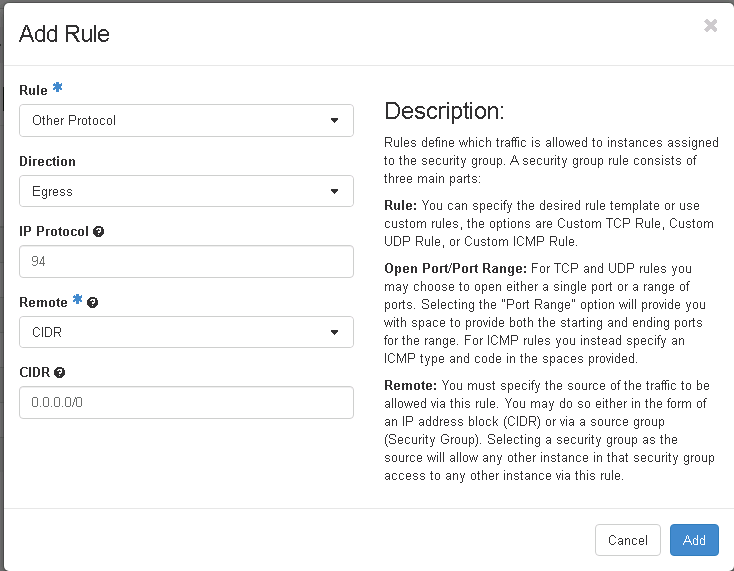 Add Rule
×
Rule *
Other Protocol
Direction
Egress
IP Protocol
94
Remote *
CIDR
CIDR
0.0.0.0/0
Description:
Rules define which traffic is allowed to instances assigned
to the security group. A security group rule consists of
three main parts:
Rule: You can specify the desired rule template or use
custom rules, the options are Custom TCP Rule, Custom
UDP Rule, or Custom ICMP Rule.
Open Port/Port Range: For TCP and UDP rules you
may choose to open either a single port or a range of
ports. Selecting the "Port Range" option will provide you
with space to provide both the starting and ending ports
for the range. For ICMP rules you instead specify an
ICMP type and code in the spaces provided.
Remote: You must specify the source of the traffic to be
allowed via this rule. You may do so either in the form of
an IP address block (CIDR) or via a source group
(Security Group). Selecting a security group as the
source will allow any other instance in that security group
access to any other instance via this rule.
Cancel
Add